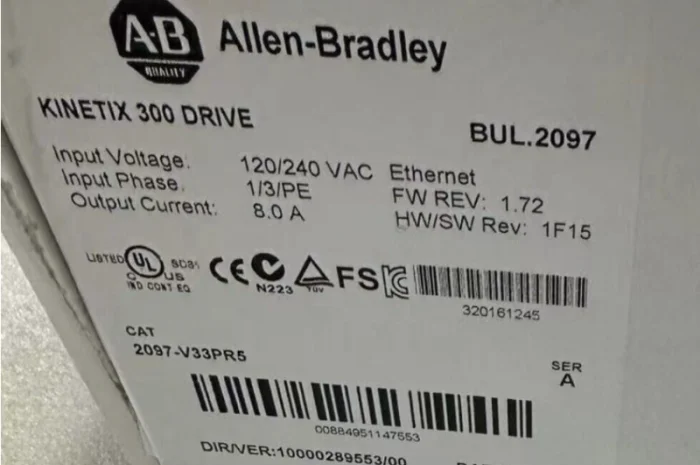 A-B
QUALITY
Allen-Bradley
KINETIX 300 DRIVE
BUL.2097
Input Voltage: 120/240 VAC Ethernet
Input Phase: 1/3/PE FW REV: 1.72
Output Current: 8.0 A HW/SW Rev: 1F15
LISTED UL
C US
IND CONT EQ
CE
N223
TUV
FS
320161245
CAT
2097-V33PR5
SER
A
00884951147553
DIR/VER:10000289553/00